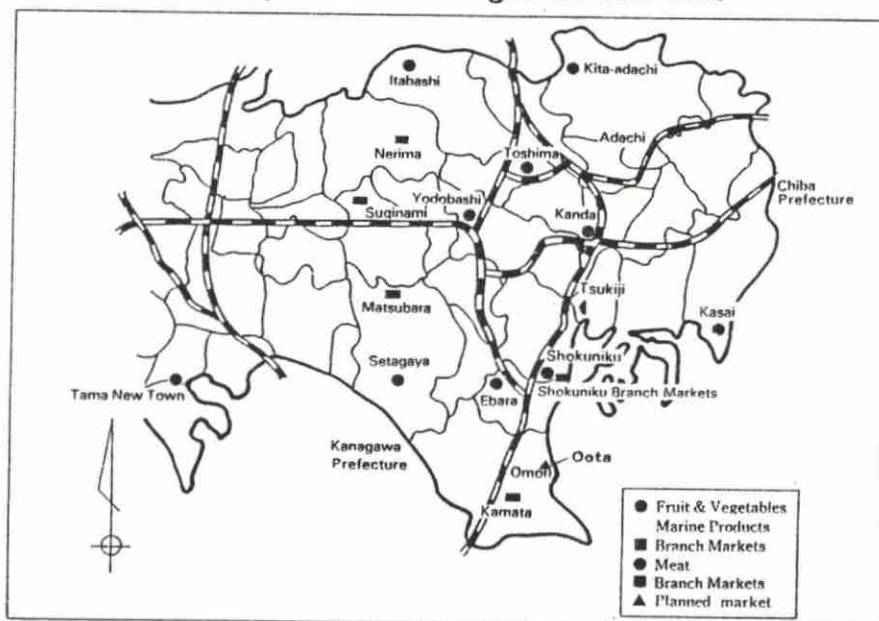 Itabashi
Kita-adachi
Nerima
Toshima
Adachi
Suginami
Yodobashi
Kanda
Chiba
Prefecture
Tsukiji
Matsubara
Kasai
Shokuniku
Setagaya
Shokuniku Branch Markets
Tama New Town
Ebara
Kanagawa
Prefecture
Oota
Omori
Kamata
Fruit & Vegetables
Marine Products
Branch Markets
Meat
Branch Markets
Planned market